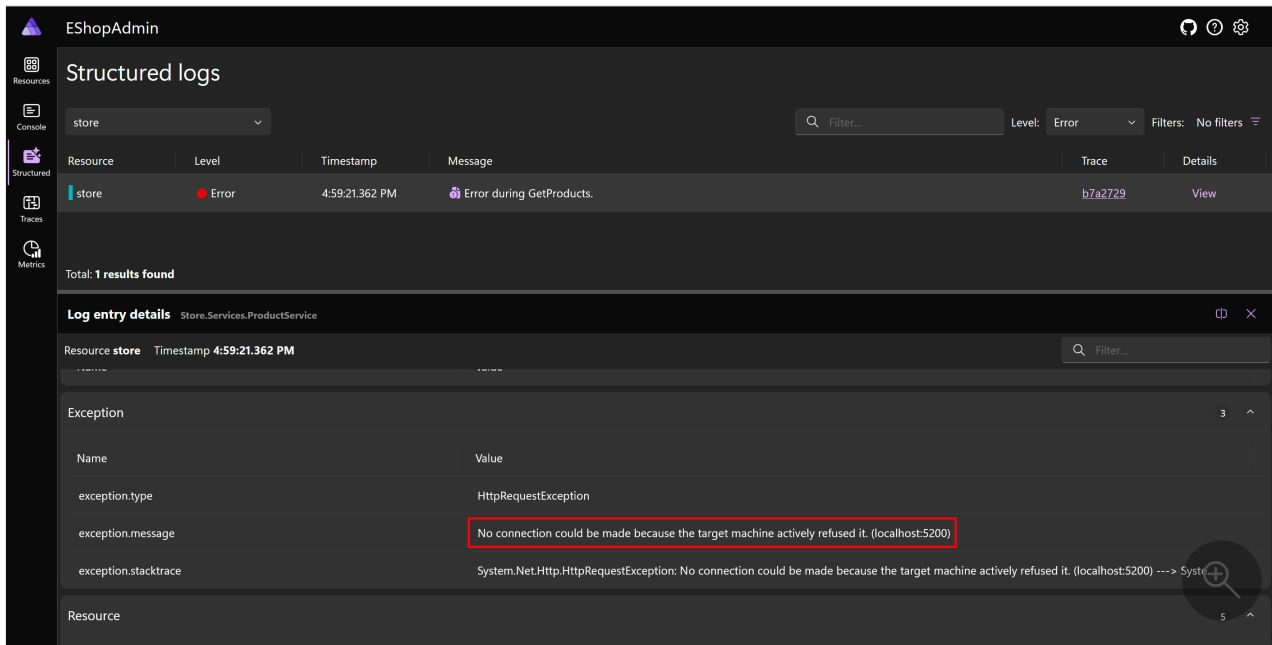 EShopAdmin
Resources
Console
Structured
Traces
Metrics
Structured logs
store
Filter...
Level: Error Filters: No filters
Resource Level Timestamp Message Trace Details
store Error 4:59:21.362 PM Error during GetProducts. b7a2729 View
Total: 1 results found
Log entry details Store.Services.ProductService
Resource store Timestamp 4:59:21.362 PM Filter...
Name Value
Exception 3
Name Value
exception.type HttpRequestException
exception.message No connection could be made because the target machine actively refused it. (localhost:5200)
exception.stacktrace System.Net.Http.HttpRequestException: No connection could be made because the target machine actively refused it. (localhost:5200) ---> Syste...
Resource 5